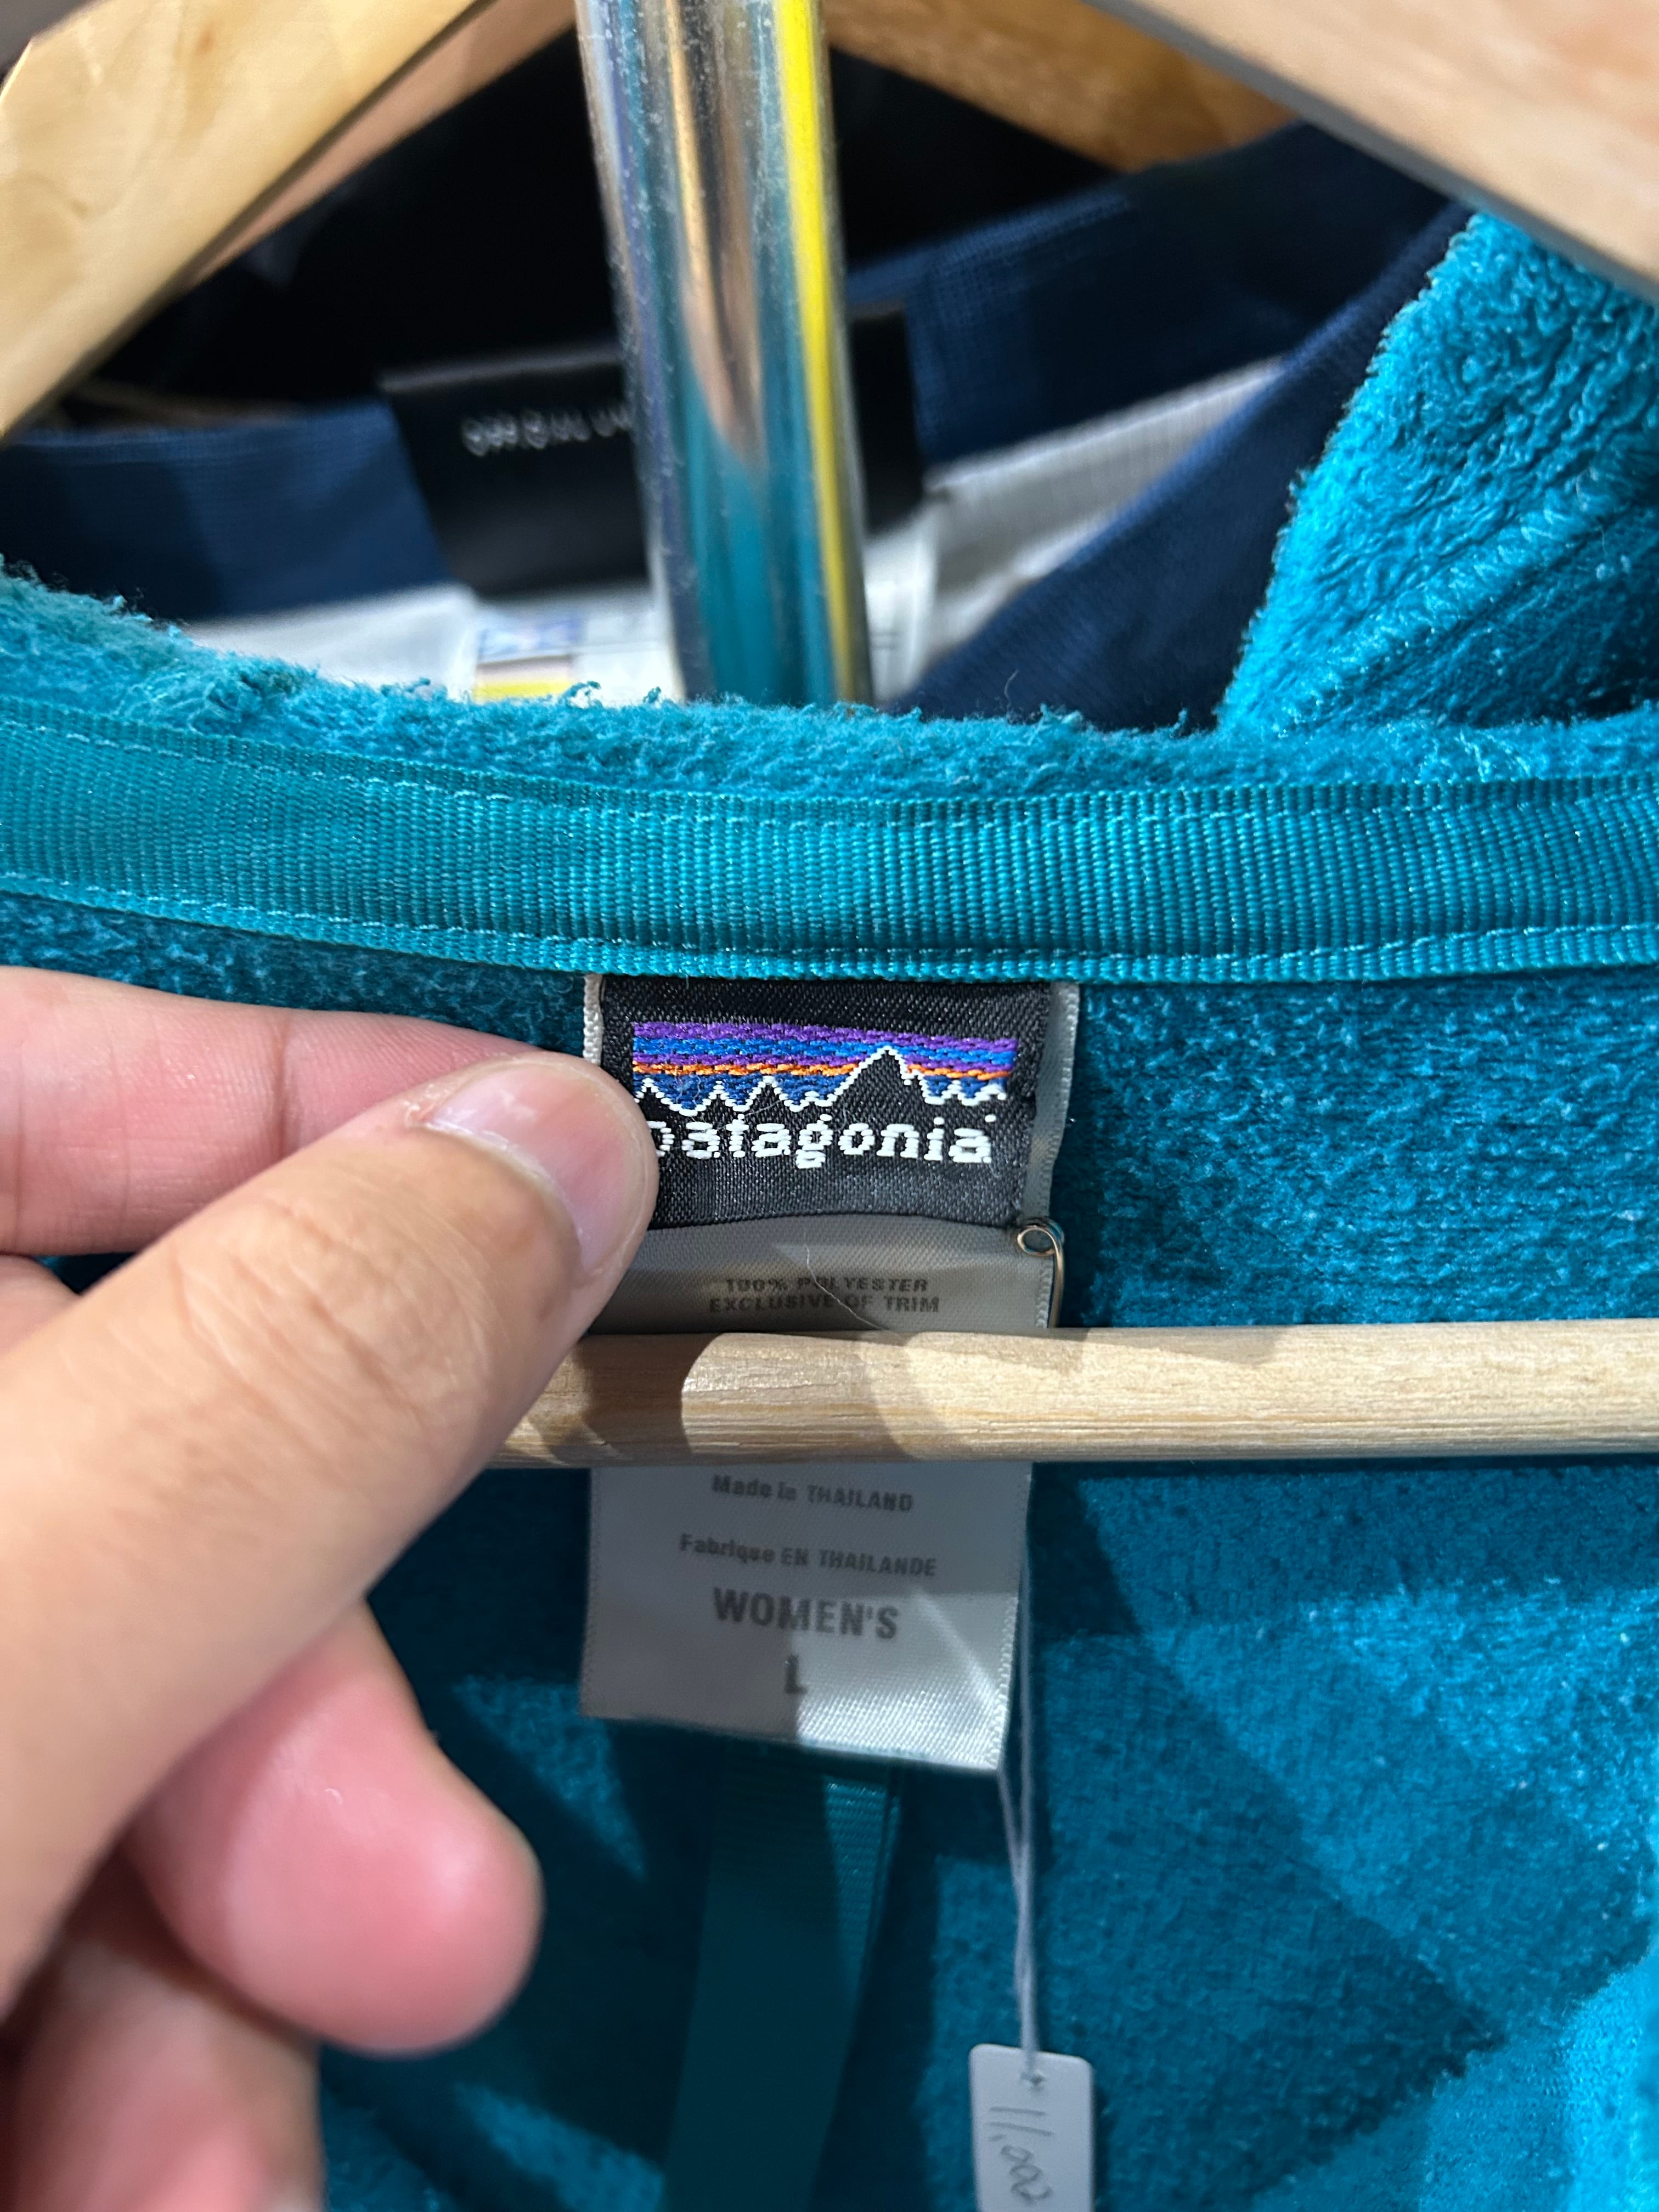 patagonia
100% POLYESTER
EXCLUSIVE OF TRIM
Made in THAILAND
Fabrique EN THAILANDE
WOMEN'S
L